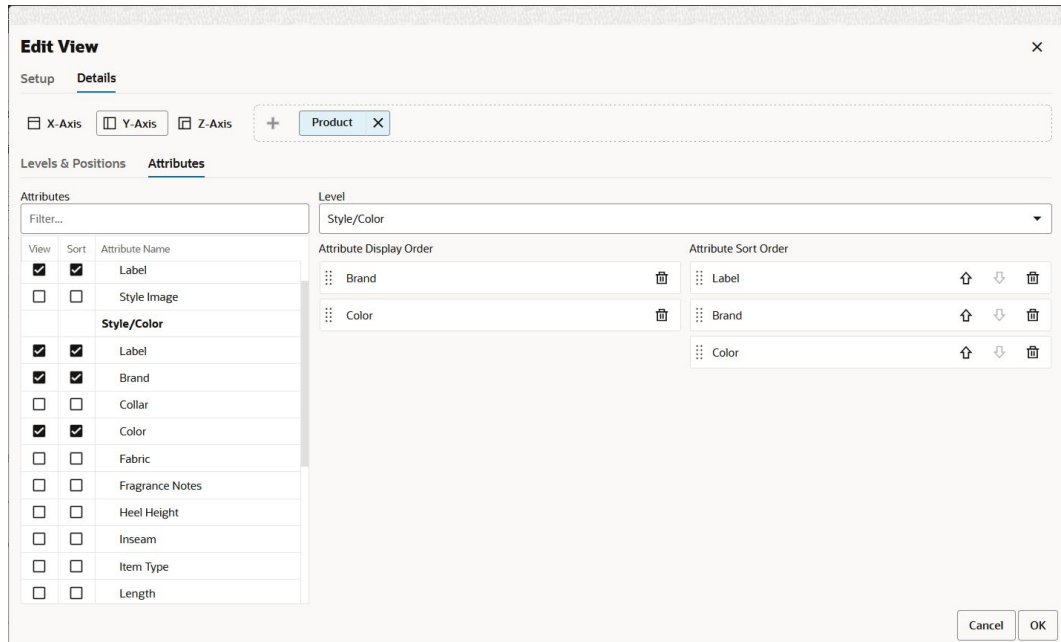 Edit View
Setup Details
X-Axis Y-Axis Z-Axis Product
Levels & Positions Attributes
Attributes
Filter...
View Sort Attribute Name
Label
Style Image
Style/Color
Label
Brand
Collar
Color
Fabric
Fragrance Notes
Heel Height
Inseam
Item Type
Length
Level
Style/Color
Attribute Display Order
Brand
Color
Attribute Sort Order
Label
Brand
Color
Cancel OK